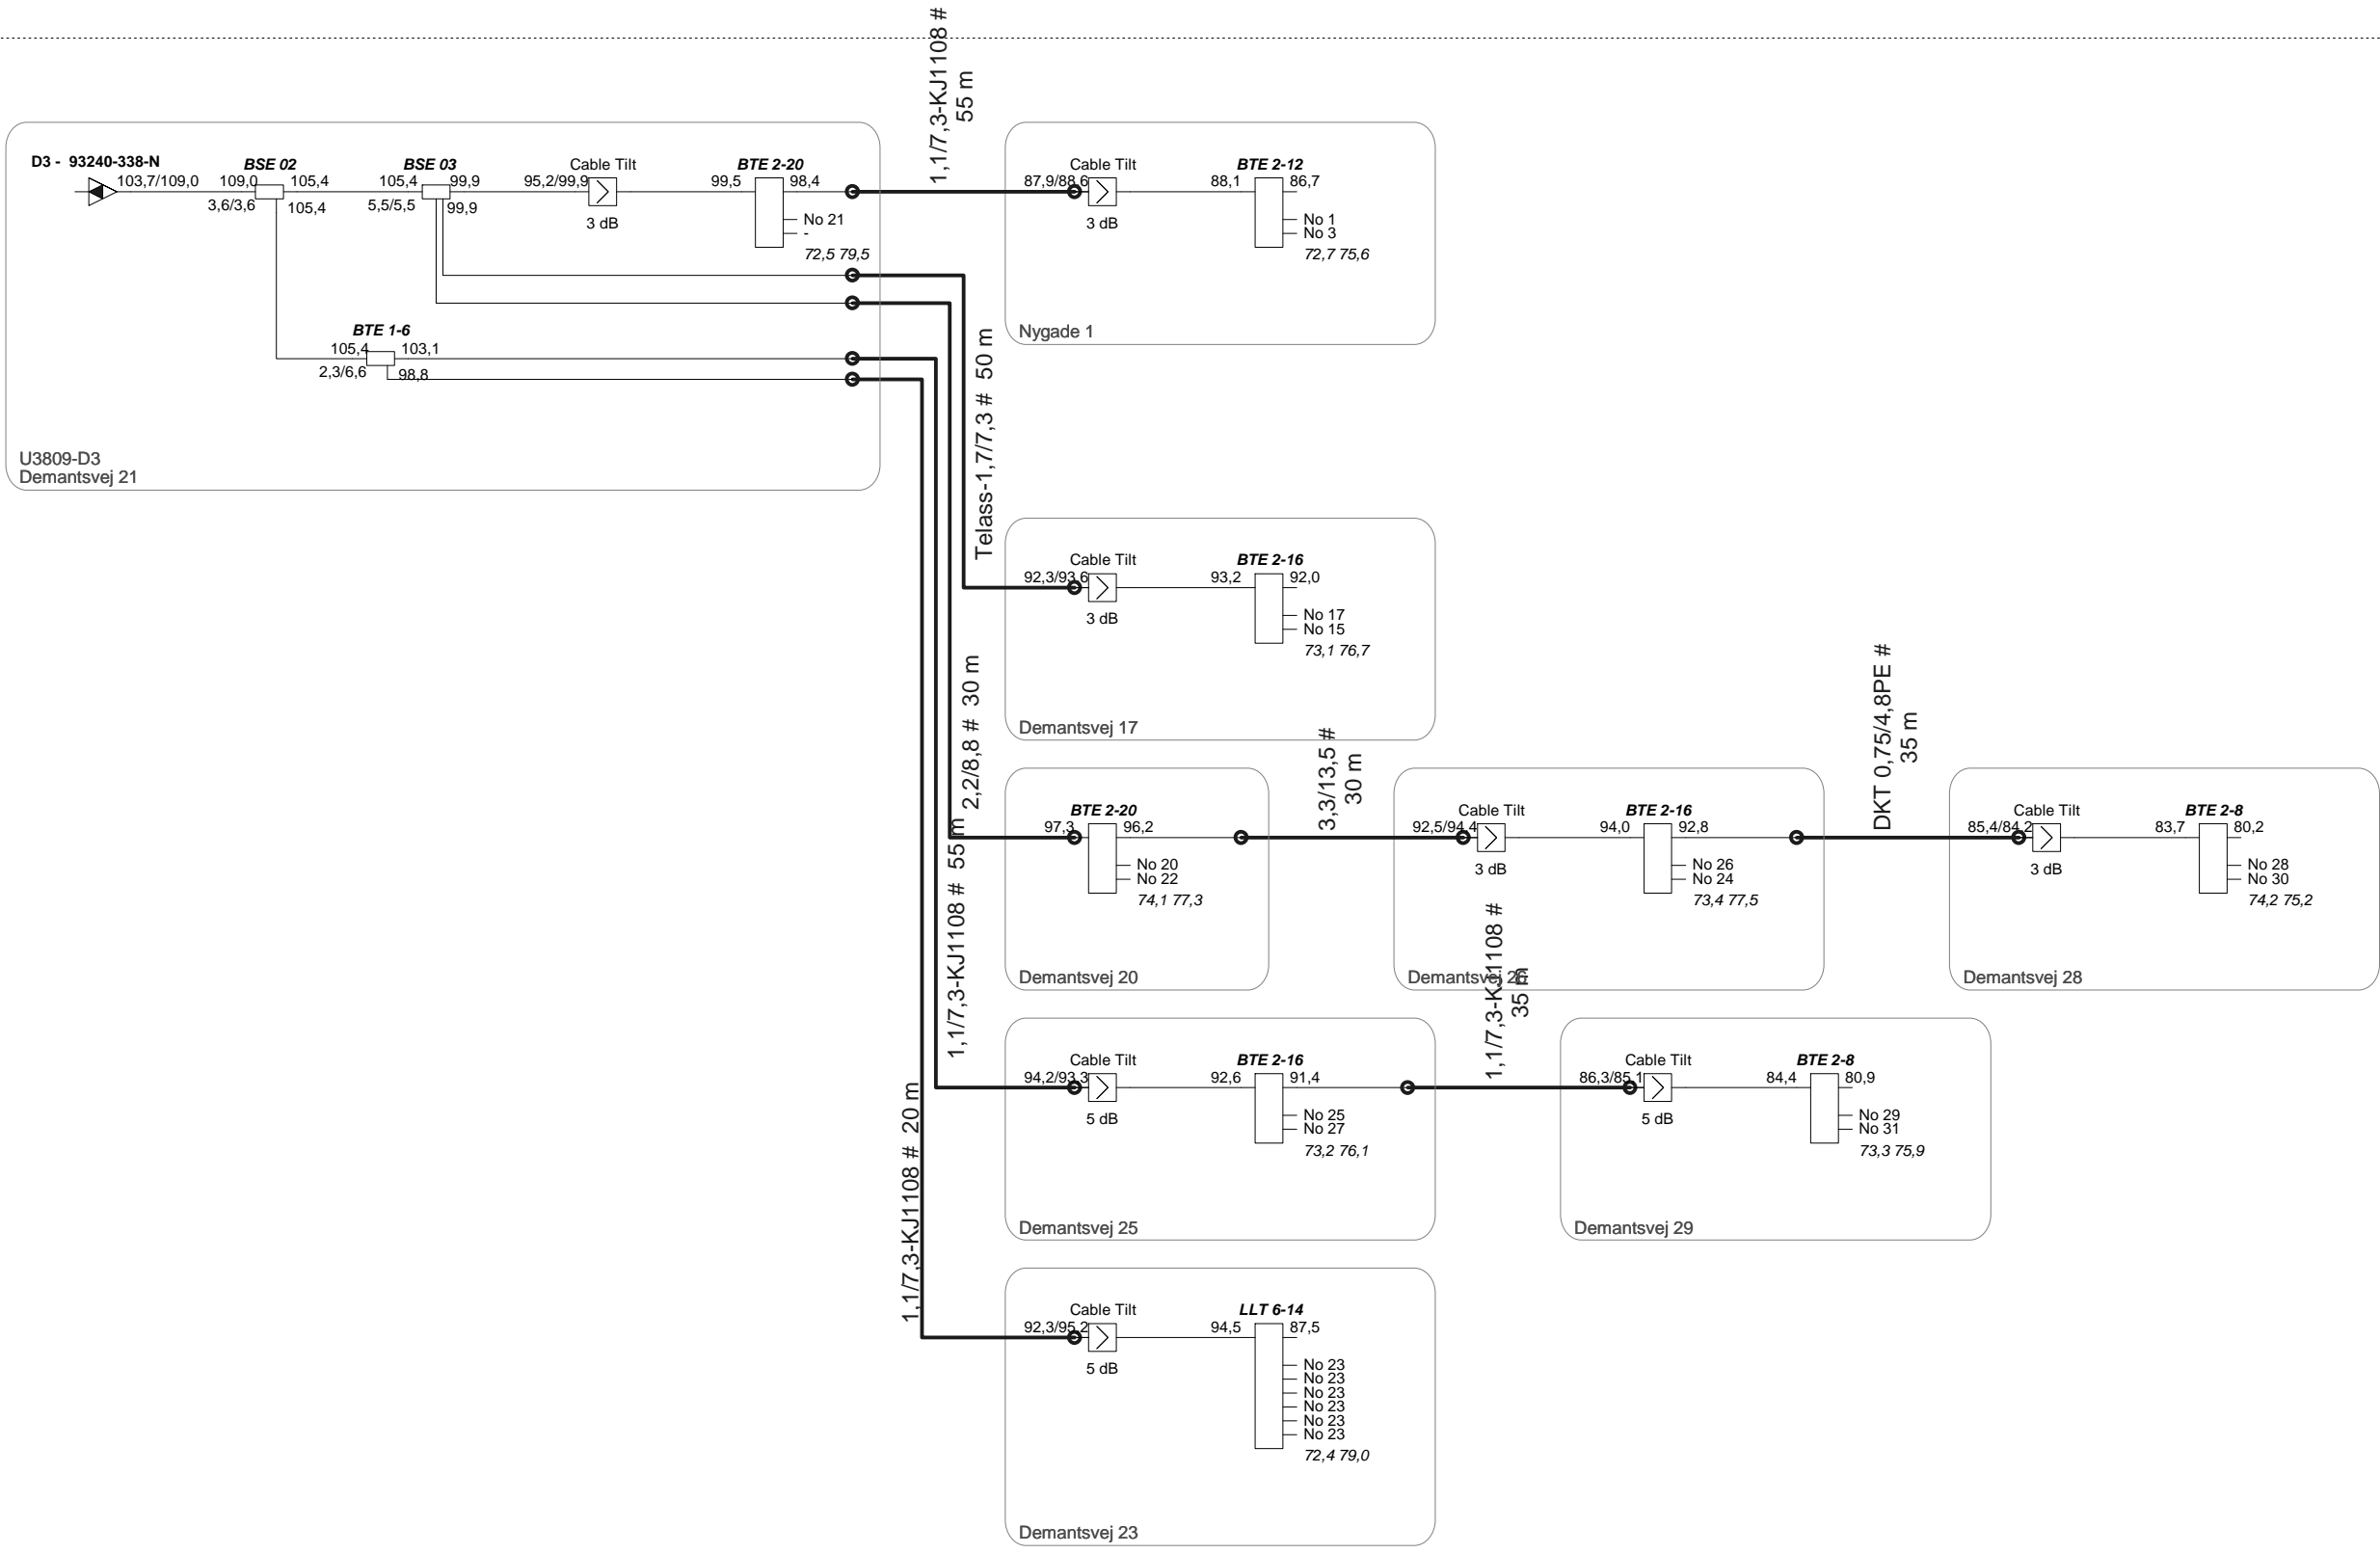 1,1/7,3-KJ1108 #
55 m
D3 - 93240-338-N
103,7/109,0
BSE 02
109,0
105,4
3,6/3,6
105,4
BSE 03
105,4
99,9
5,5/5,5
99,9
Cable Tilt
95,2/99,9
3 dB
BTE 2-20
99,5
98,4
No 21
-
72,5 79,5
BTE 1-6
105,4
103,1
2,3/6,6
98,8
U3809-D3
Demantsvej 21
Cable Tilt
87,9/88,6
3 dB
BTE 2-12
88,1
86,7
No 1
No 3
72,7 75,6
Nygade 1
Telass-1,7/7,3 # 50 m
Cable Tilt
92,3/93,6
3 dB
BTE 2-16
93,2
92,0
No 17
No 15
73,1 76,7
Demantsvej 17
2,2/8,8 # 30 m
BTE 2-20
97,3
96,2
No 20
No 22
74,1 77,3
Demantsvej 20
3,3/13,5 #
30 m
Cable Tilt
92,5/94,4
3 dB
BTE 2-16
94,0
92,8
No 26
No 24
73,4 77,5
Demantsvej 26
DKT 0,75/4,8PE #
35 m
Cable Tilt
85,4/84,2
3 dB
BTE 2-8
83,7
80,2
No 28
No 30
74,2 75,2
Demantsvej 28
1,1/7,3-KJ1108 # 55 m
Cable Tilt
94,2/93,3
5 dB
BTE 2-16
92,6
91,4
No 25
No 27
73,2 76,1
Demantsvej 25
1,1/7,3-KJ1108 #
35 m
Cable Tilt
86,3/85,1
5 dB
BTE 2-8
84,4
80,9
No 29
No 31
73,3 75,9
Demantsvej 29
1,1/7,3-KJ1108 # 20 m
Cable Tilt
92,3/95,2
5 dB
LLT 6-14
94,5
87,5
No 23
No 23
No 23
No 23
No 23
No 23
72,4 79,0
Demantsvej 23